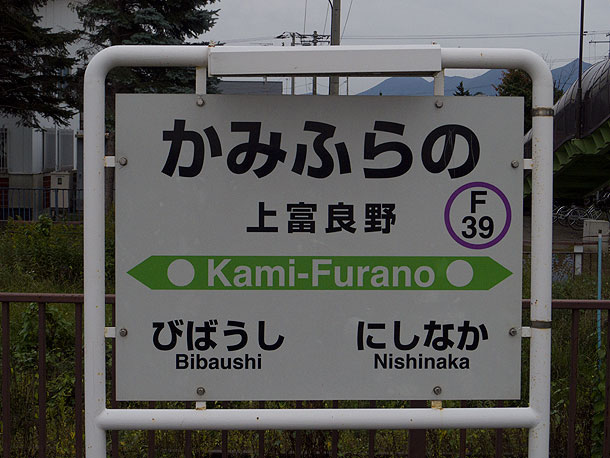 かみふらの
上富良野
F
39
Kami-Furano
びばうし
Bibaushi
にしなか
Nishinaka